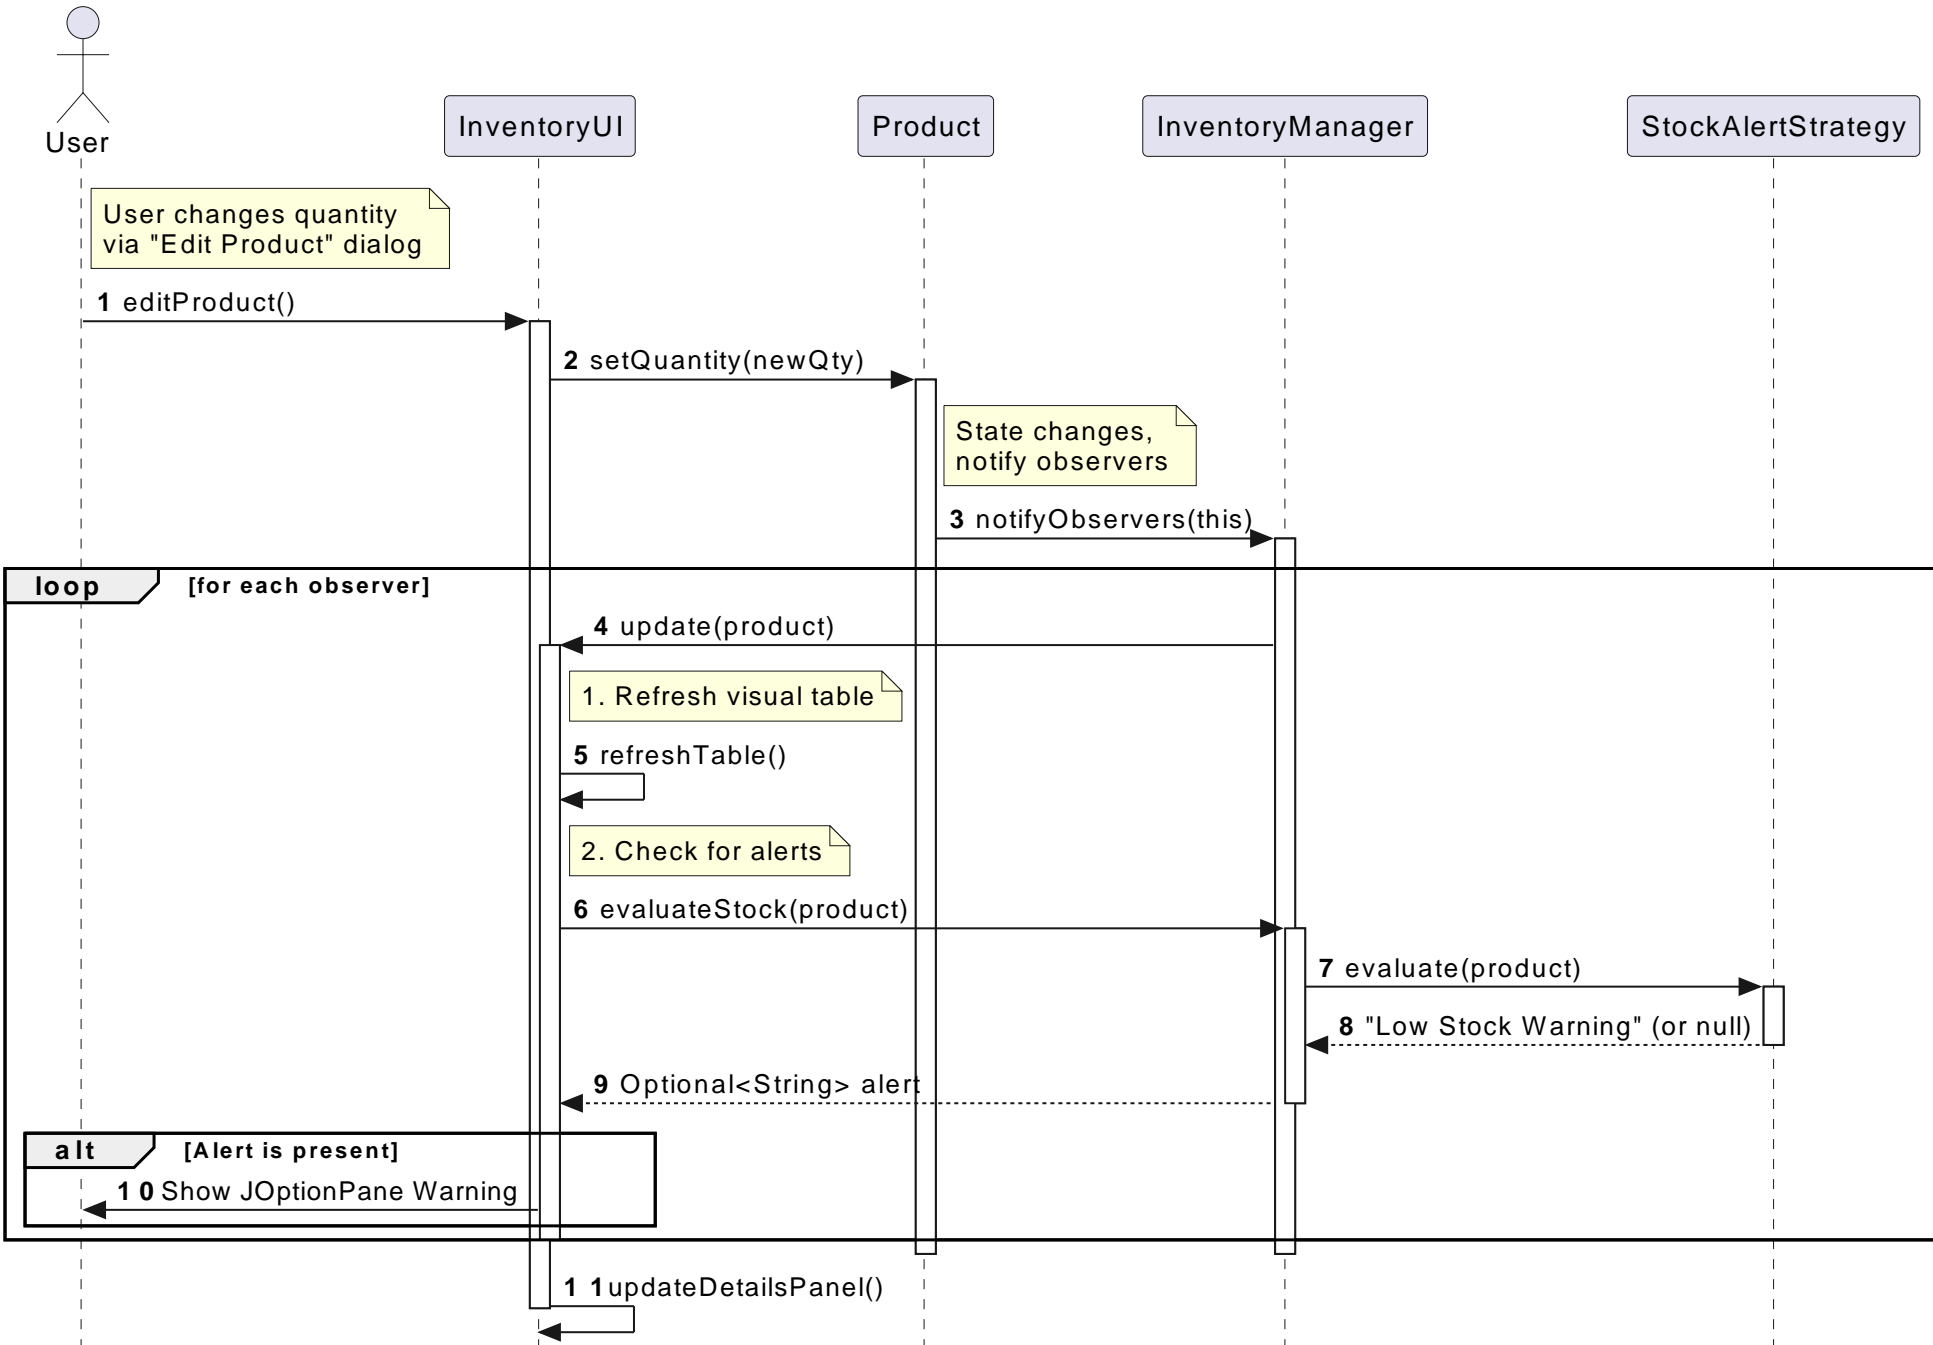 User
InventoryUI
Product
InventoryManager
StockAlertStrategy
User changes quantity
via "Edit Product" dialog
1 editProduct()
2 setQuantity(newQty)
State changes,
notify observers
3 notifyObservers(this)
loop [for each observer]
4 update(product)
1. Refresh visual table
5 refreshTable()
2. Check for alerts
6 evaluateStock(product)
7 evaluate(product)
8 "Low Stock Warning" (or null)
9 Optional<String> alert
alt [Alert is present]
10 Show JOptionPane Warning
11 updateDetailsPanel()